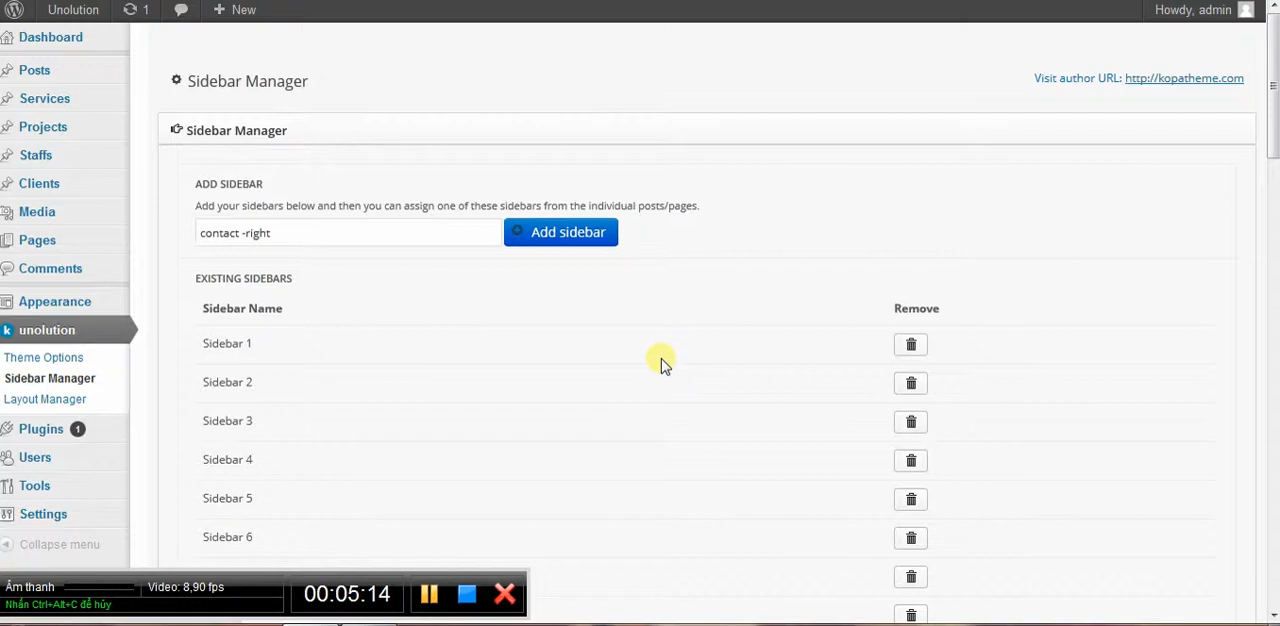 Unolution 1 New Howdy, admin
Dashboard
Posts
Services
Projects
Staffs
Clients
Media
Pages
Comments
Appearance
k unolution
Theme Options
Sidebar Manager
Layout Manager
Plugins 1
Users
Tools
Settings
Collapse menu
Sidebar Manager
Visit author URL: http://kopatheme.com
Sidebar Manager
ADD SIDEBAR
Add your sidebars below and then you can assign one of these sidebars from the individual posts/pages.
contact -right Add sidebar
EXISTING SIDEBARS
Sidebar Name Remove
Sidebar 1
Sidebar 2
Sidebar 3
Sidebar 4
Sidebar 5
Sidebar 6
Âm thanh Video: 8,90 fps
Nhấn Ctrl+Alt+C để hủy
00:05:14